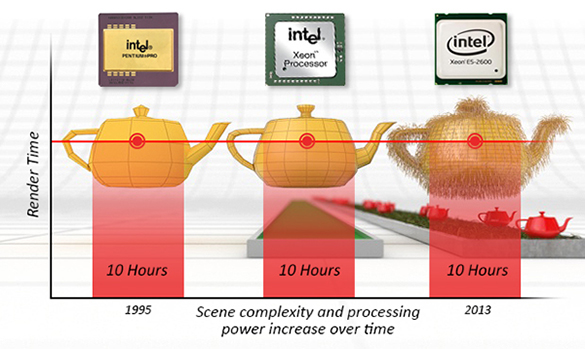 intel
PENTIUM PRO
intel
Xeon™
Processor
intel
Xeon E5-2600
Render Time
10 Hours
10 Hours
10 Hours
1995
Scene complexity and processing
power increase over time
2013